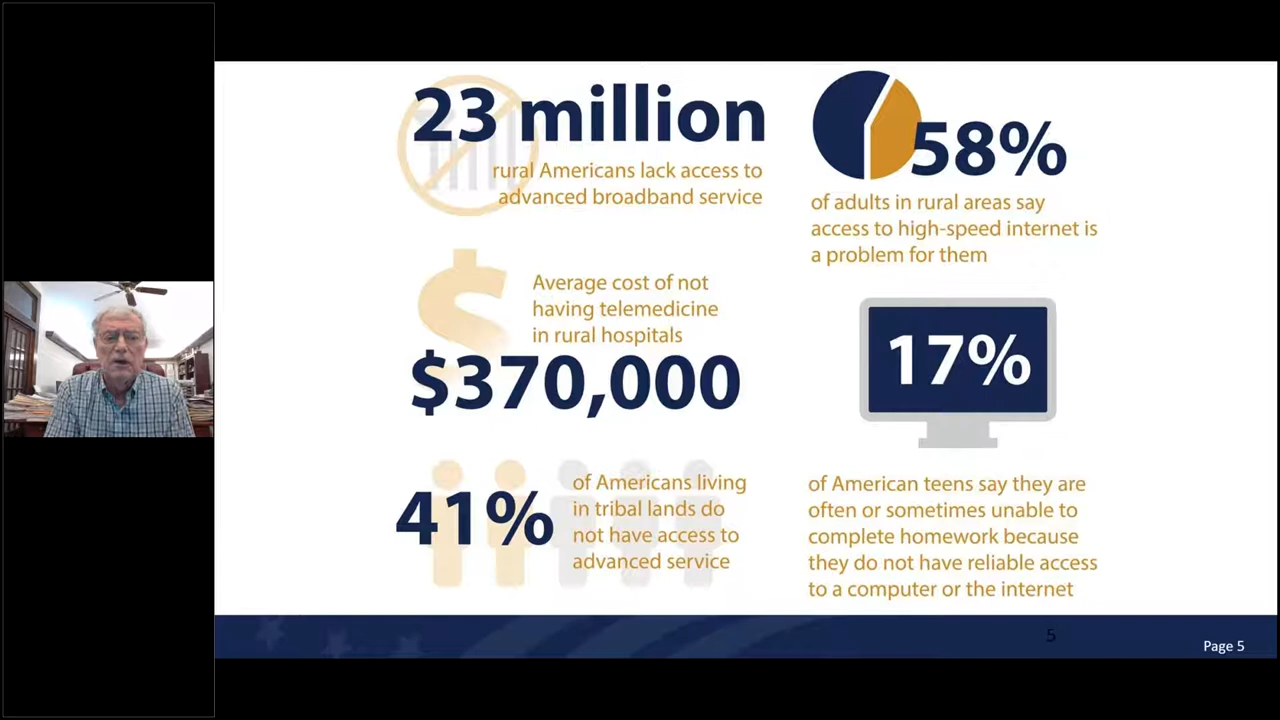 23 million
rural Americans lack access to
advanced broadband service
58%
of adults in rural areas say
access to high-speed internet is
a problem for them
Average cost of not
having telemedicine
in rural hospitals
$370,000
17%
41%
of Americans living
in tribal lands do
not have access to
advanced service
of American teens say they are
often or sometimes unable to
complete homework because
they do not have reliable access
to a computer or the internet
5
Page 5